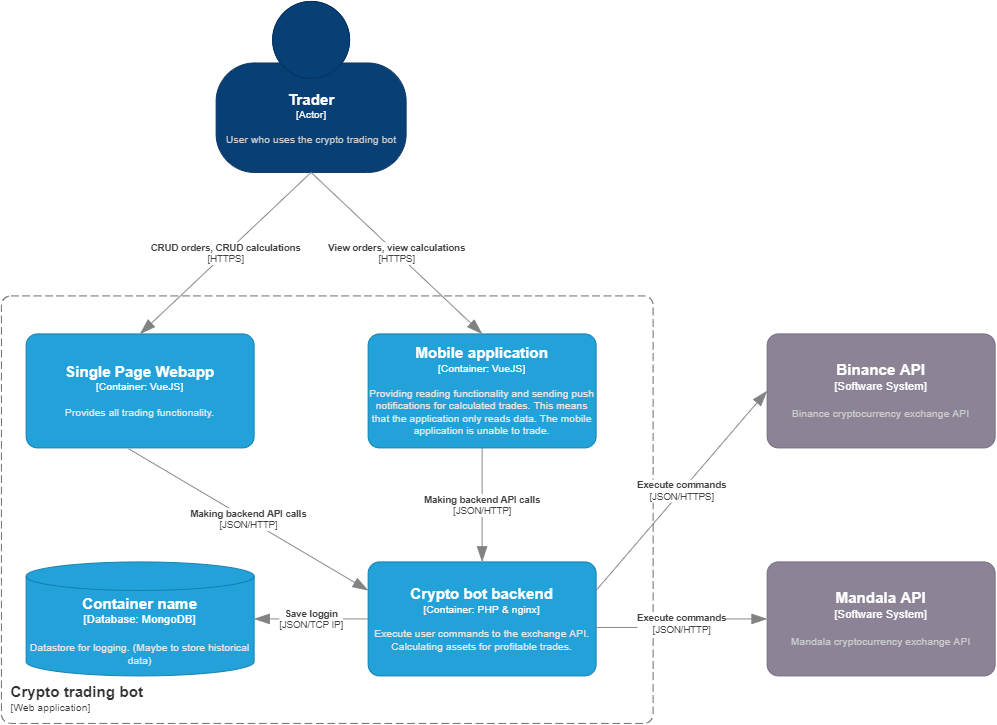 Trader
[Actor]
User who uses the crypto trading bot
CRUD orders, CRUD calculations
[HTTPS]
View orders, view calculations
[HTTPS]
Single Page Webapp
[Container: VueJS]
Provides all trading functionality.
Mobile application
[Container: VueJS]
Providing reading functionality and sending push
notifications for calculated trades. This means
that the application only reads data. The mobile
application is unable to trade.
Binance API
[Software System]
Binance cryptocurrency exchange API
Making backend API calls
[JSON/HTTP]
Making backend API calls
[JSON/HTTP]
Execute commands
[JSON/HTTPS]
Container name
[Database: MongoDB]
Datastore for logging. (Maybe to store historical
data)
Save loggin
[JSON/TCP IP]
Crypto bot backend
[Container: PHP & nginx]
Execute user commands to the exchange API.
Calculating assets for profitable trades.
Execute commands
[JSON/HTTP]
Mandala API
[Software System]
Mandala cryptocurrency exchange API
Crypto trading bot
[Web application]